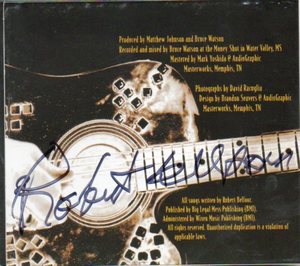 Produced by Matthew Johnson and Bruce Watson
Recorded and mixed by Bruce Watson at the Money Shot in Water Valley, MS
Mastered by Mark Yoshida @ AudioGraphic
Masterworks, Memphis, TN
Photographs by David Raccuglia
Design by Brandon Seavers @ AudioGraphic
Masterworks, Memphis, TN
Robert
All songs written by Robert Belfour.
Published by Big Legal Mess Publishing (BMI).
Administered by Wixen Music Publishing (BMI).
All rights reserved. Unauthorized duplication is a violation of
applicable laws.